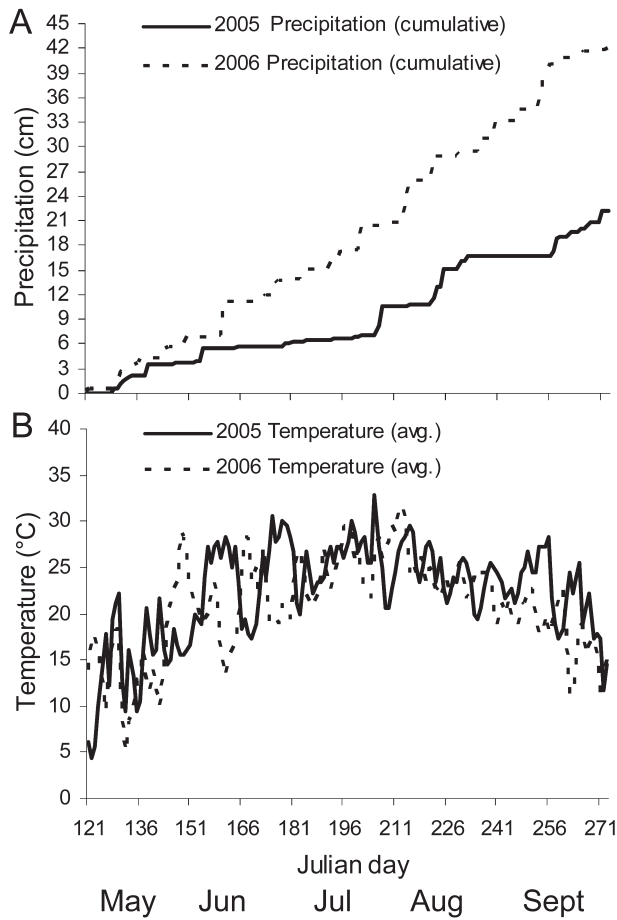 A
45
42
39
36
33
30
27
24
21
18
15
12
9
6
3
0
Precipitation (cm)
2005 Precipitation (cumulative)
2006 Precipitation (cumulative)
B
40
35
30
25
20
15
10
5
0
Temperature (°C)
2005 Temperature (avg.)
2006 Temperature (avg.)
121 136 151 166 181 196 211 226 241 256 271
Julian day
May Jun Jul Aug Sept